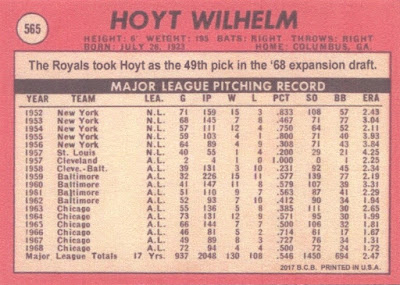 565
HOYT WILHELM
HEIGHT: 6' WEIGHT: 195 BATS: RIGHT THROWS: RIGHT
BORN: JULY 26, 1923 HOME: COLUMBUS, GA.
The Royals took Hoyt as the 49th pick in the '68 expansion draft.
MAJOR LEAGUE PITCHING RECORD
YEAR TEAM LEA. G IP W L PCT SO BB ERA
1952 New York N.L. 71 159 15 3 .833 108 57 2.43
1953 New York N.L. 68 145 7 8 .467 71 77 3.04
1954 New York N.L. 57 111 12 4 .750 64 52 2.11
1955 New York N.L. 59 103 4 1 .800 71 40 3.93
1956 New York N.L. 64 89 4 9 .308 71 43 3.84
1957 St. Louis N.L. 40 55 1 4 .200 29 21 4.25
1957 Cleveland A.L. 2 4 1 0 1.000 0 1 2.25
1958 Cleve.-Balt. A.L. 39 131 3 10 .231 92 45 2.34
1959 Baltimore A.L. 32 226 15 11 .577 139 77 2.19
1960 Baltimore A.L. 41 147 11 8 .579 107 39 3.31
1961 Baltimore A.L. 51 110 9 7 .563 87 41 2.29
1962 Baltimore A.L. 52 93 7 10 .412 90 34 1.94
1963 Chicago A.L. 55 136 5 8 .385 111 30 2.65
1964 Chicago A.L. 73 131 12 9 .571 95 30 1.99
1965 Chicago A.L. 66 144 7 7 .500 106 32 1.81
1966 Chicago A.L. 46 81 5 2 .714 61 17 1.67
1967 Chicago A.L. 49 89 8 3 .727 76 34 1.31
1968 Chicago A.L. 72 94 4 4 .500 72 24 1.72
Major League Totals 17 Yrs. 937 2048 130 108 .546 1450 694 2.47
2017 B.C.B. PRINTED IN U.S.A.